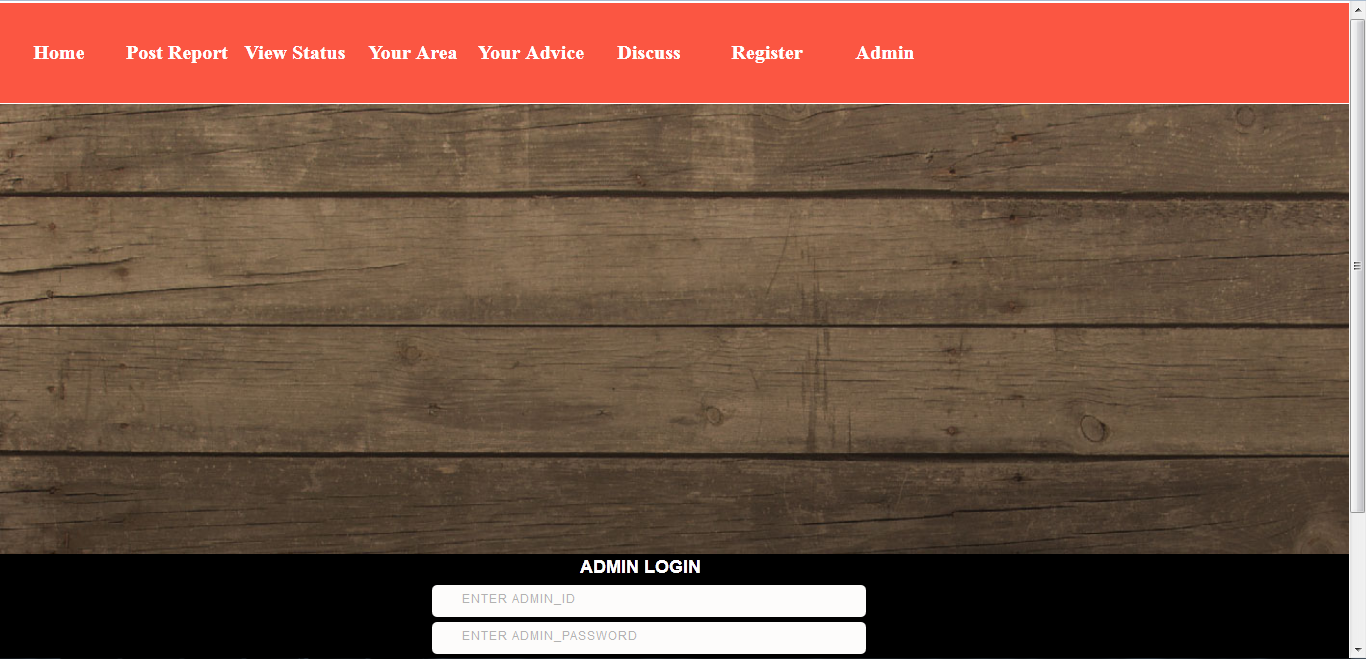 Home Post Report View Status Your Area Your Advice Discuss Register Admin
ADMIN LOGIN
ENTER ADMIN_ID
ENTER ADMIN_PASSWORD